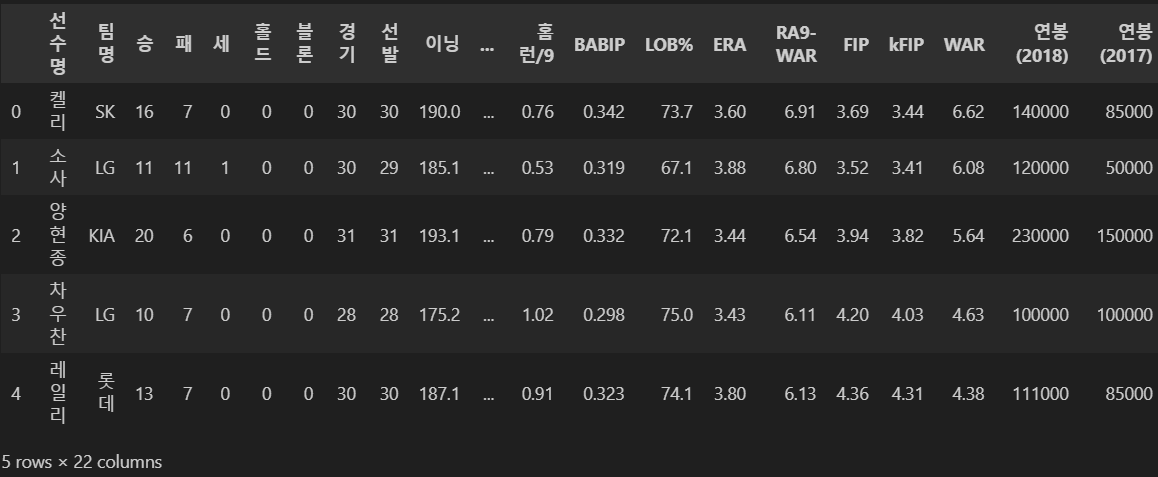 선수명 팀명 승 패 세 홀드 블론 경기 선발 이닝 ... 홈런/9 BABIP LOB% ERA RA9-WAR FIP kFIP WAR 연봉(2018) 연봉(2017)
0 켈리 SK 16 7 0 0 0 30 30 190.0 ... 0.76 0.342 73.7 3.60 6.91 3.69 3.44 6.62 140000 85000
1 소사 LG 11 11 1 0 0 30 29 185.1 ... 0.53 0.319 67.1 3.88 6.80 3.52 3.41 6.08 120000 50000
2 양현종 KIA 20 6 0 0 0 31 31 193.1 ... 0.79 0.332 72.1 3.44 6.54 3.94 3.82 5.64 230000 150000
3 차우찬 LG 10 7 0 0 0 28 28 175.2 ... 1.02 0.298 75.0 3.43 6.11 4.20 4.03 4.63 100000 100000
4 레일리 롯데 13 7 0 0 0 30 30 187.1 ... 0.91 0.323 74.1 3.80 6.13 4.36 4.31 4.38 111000 85000
5 rows × 22 columns